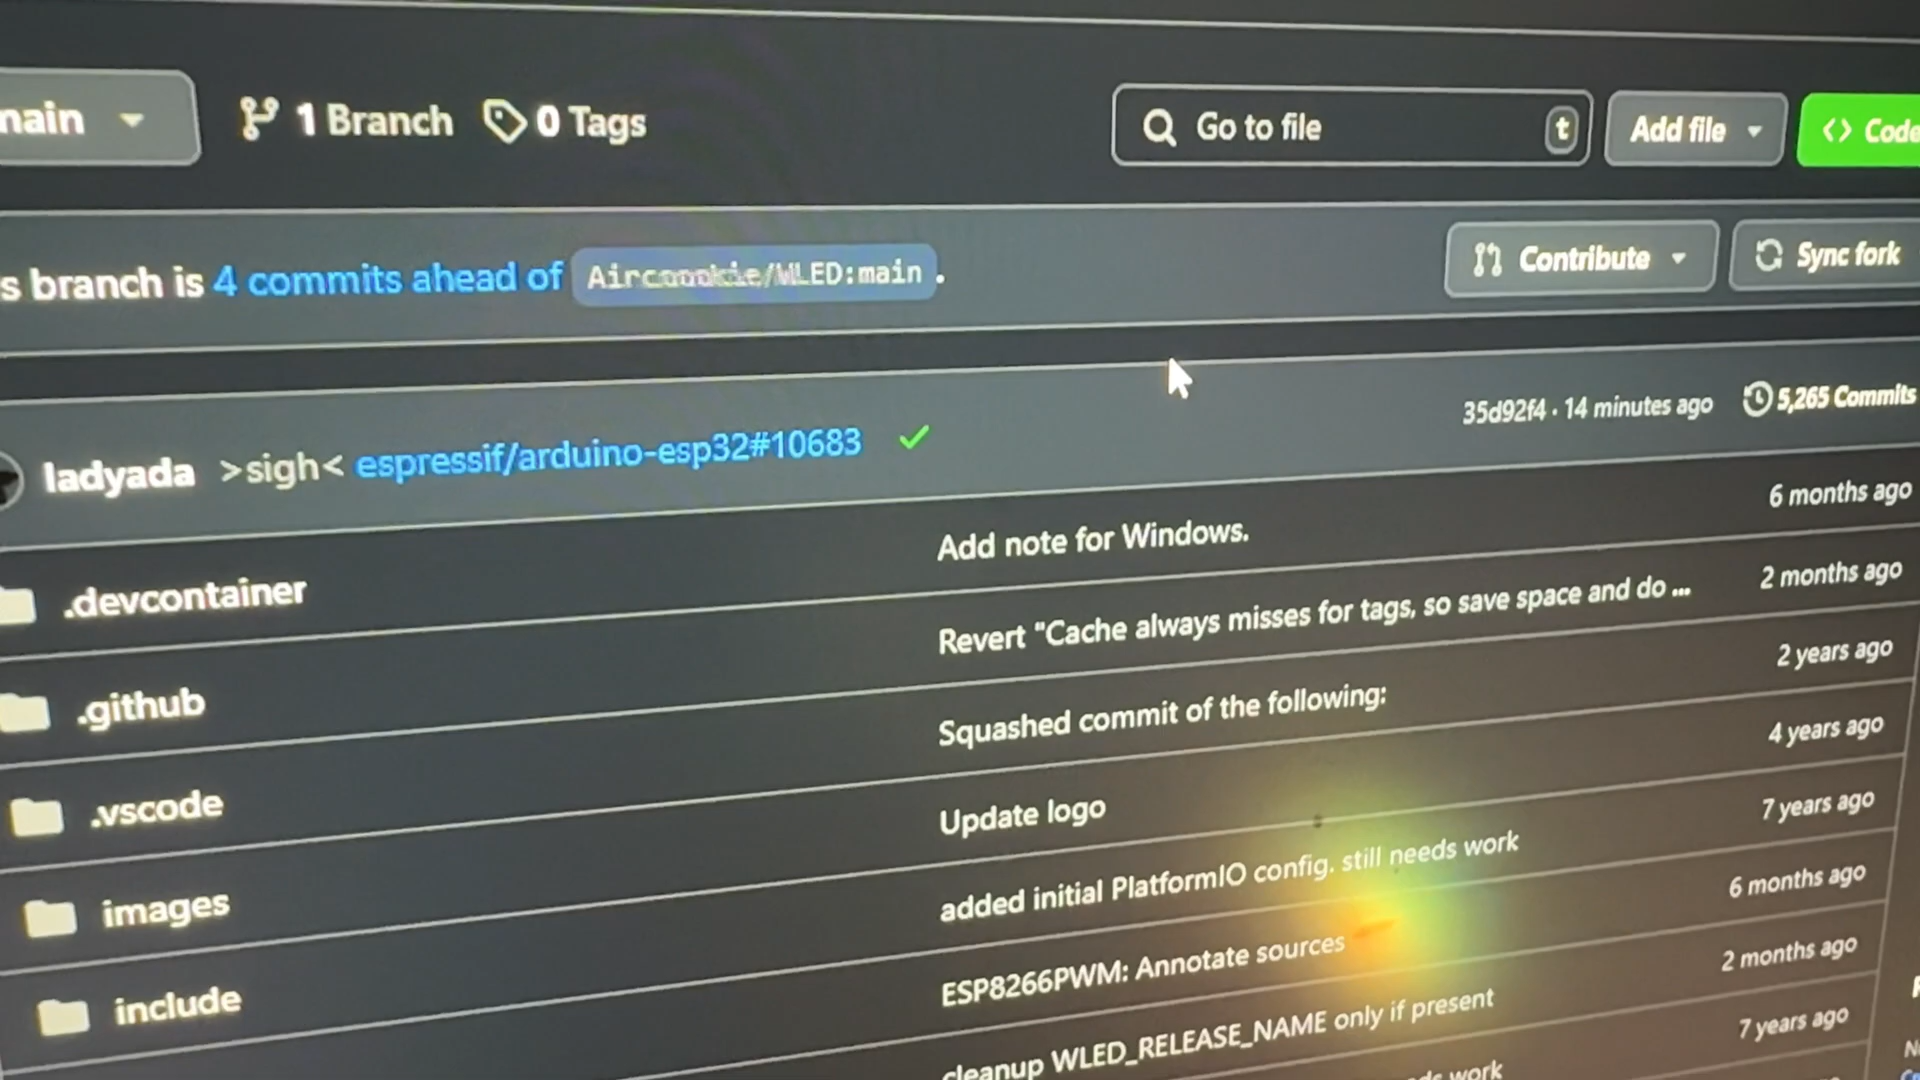 main
1 Branch 0 Tags Go to file t Add file Code
s branch is 4 commits ahead of Aircoookie/WLED:main.
Contribute Sync fork
ladyada >sigh< espressif/arduino-esp32#10683
35d92f4 · 14 minutes ago 5,265 Commits
.devcontainer Add note for Windows. 6 months ago
.github Revert "Cache always misses for tags, so save space and do ... 2 months ago
.vscode Squashed commit of the following: 2 years ago
images Update logo 4 years ago
include added initial PlatformIO config. still needs work 7 years ago
ESP8266PWM: Annotate sources 6 months ago
cleanup WLED_RELEASE_NAME only if present 2 months ago
work 7 years ago